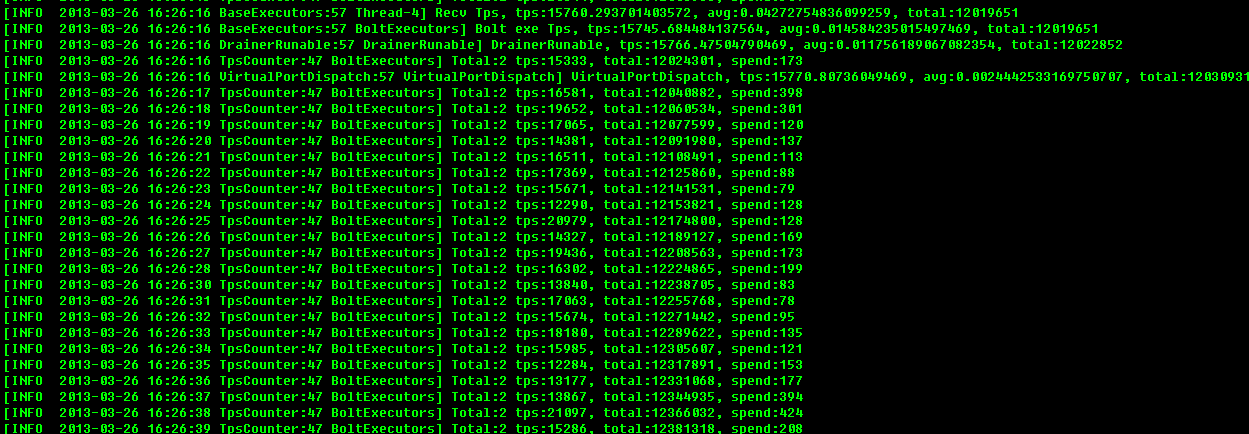 [INFO  2013-03-26 16:26:16 BaseExecutors:57 Thread-4] Recv Tps, tps:15760.293701403572, avg:0.04272754836099259, total:12019651
[INFO  2013-03-26 16:26:16 BaseExecutors:57 BoltExecutors] Bolt exe Tps, tps:15745.684484137564, avg:0.014584235015497469, total:12019651
[INFO  2013-03-26 16:26:16 DrainerRunable:57 DrainerRunable] DrainerRunable, tps:15766.47504790469, avg:0.011756189067082354, total:12022852
[INFO  2013-03-26 16:26:16 TpsCounter:47 BoltExecutors] Total:2 tps:15333, total:12024301, spend:173
[INFO  2013-03-26 16:26:16 VirtualPortDispatch:57 VirtualPortDispatch] VirtualPortDispatch, tps:15770.80736049469, avg:0.0024442533169750707, total:12030931
[INFO  2013-03-26 16:26:17 TpsCounter:47 BoltExecutors] Total:2 tps:16581, total:12040882, spend:398
[INFO  2013-03-26 16:26:18 TpsCounter:47 BoltExecutors] Total:2 tps:19652, total:12060534, spend:301
[INFO  2013-03-26 16:26:19 TpsCounter:47 BoltExecutors] Total:2 tps:17065, total:12077599, spend:120
[INFO  2013-03-26 16:26:20 TpsCounter:47 BoltExecutors] Total:2 tps:14381, total:12091980, spend:137
[INFO  2013-03-26 16:26:21 TpsCounter:47 BoltExecutors] Total:2 tps:16511, total:12108491, spend:113
[INFO  2013-03-26 16:26:22 TpsCounter:47 BoltExecutors] Total:2 tps:17369, total:12125860, spend:88
[INFO  2013-03-26 16:26:23 TpsCounter:47 BoltExecutors] Total:2 tps:15671, total:12141531, spend:79
[INFO  2013-03-26 16:26:24 TpsCounter:47 BoltExecutors] Total:2 tps:12290, total:12153821, spend:128
[INFO  2013-03-26 16:26:25 TpsCounter:47 BoltExecutors] Total:2 tps:20979, total:12174800, spend:128
[INFO  2013-03-26 16:26:26 TpsCounter:47 BoltExecutors] Total:2 tps:14327, total:12189127, spend:169
[INFO  2013-03-26 16:26:27 TpsCounter:47 BoltExecutors] Total:2 tps:19436, total:12208563, spend:173
[INFO  2013-03-26 16:26:28 TpsCounter:47 BoltExecutors] Total:2 tps:16302, total:12224865, spend:199
[INFO  2013-03-26 16:26:30 TpsCounter:47 BoltExecutors] Total:2 tps:13840, total:12238705, spend:83
[INFO  2013-03-26 16:26:31 TpsCounter:47 BoltExecutors] Total:2 tps:17063, total:12255768, spend:78
[INFO  2013-03-26 16:26:32 TpsCounter:47 BoltExecutors] Total:2 tps:15674, total:12271442, spend:95
[INFO  2013-03-26 16:26:33 TpsCounter:47 BoltExecutors] Total:2 tps:18180, total:12289622, spend:135
[INFO  2013-03-26 16:26:34 TpsCounter:47 BoltExecutors] Total:2 tps:15985, total:12305607, spend:121
[INFO  2013-03-26 16:26:35 TpsCounter:47 BoltExecutors] Total:2 tps:12284, total:12317891, spend:153
[INFO  2013-03-26 16:26:36 TpsCounter:47 BoltExecutors] Total:2 tps:13177, total:12331068, spend:177
[INFO  2013-03-26 16:26:37 TpsCounter:47 BoltExecutors] Total:2 tps:13867, total:12344935, spend:394
[INFO  2013-03-26 16:26:38 TpsCounter:47 BoltExecutors] Total:2 tps:21097, total:12366032, spend:424
[INFO  2013-03-26 16:26:39 TpsCounter:47 BoltExecutors] Total:2 tps:15286, total:12381318, spend:208